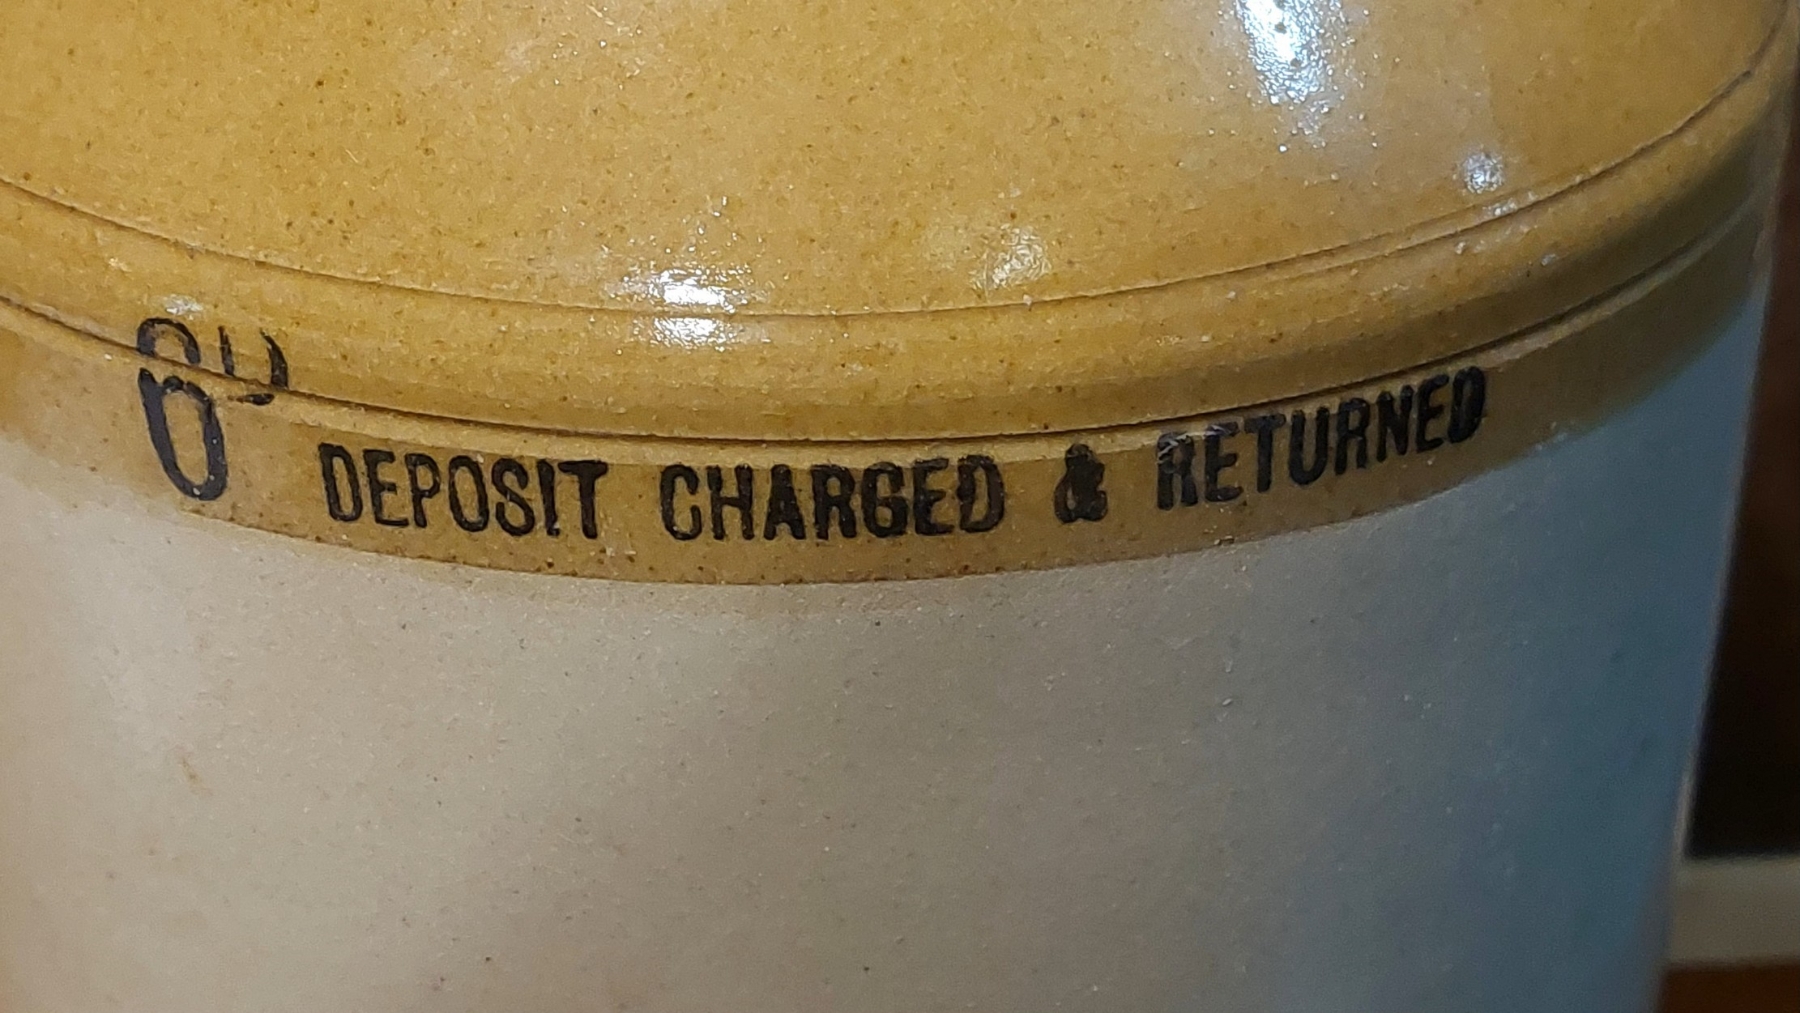 6D DEPOSIT CHARGED & RETURNED